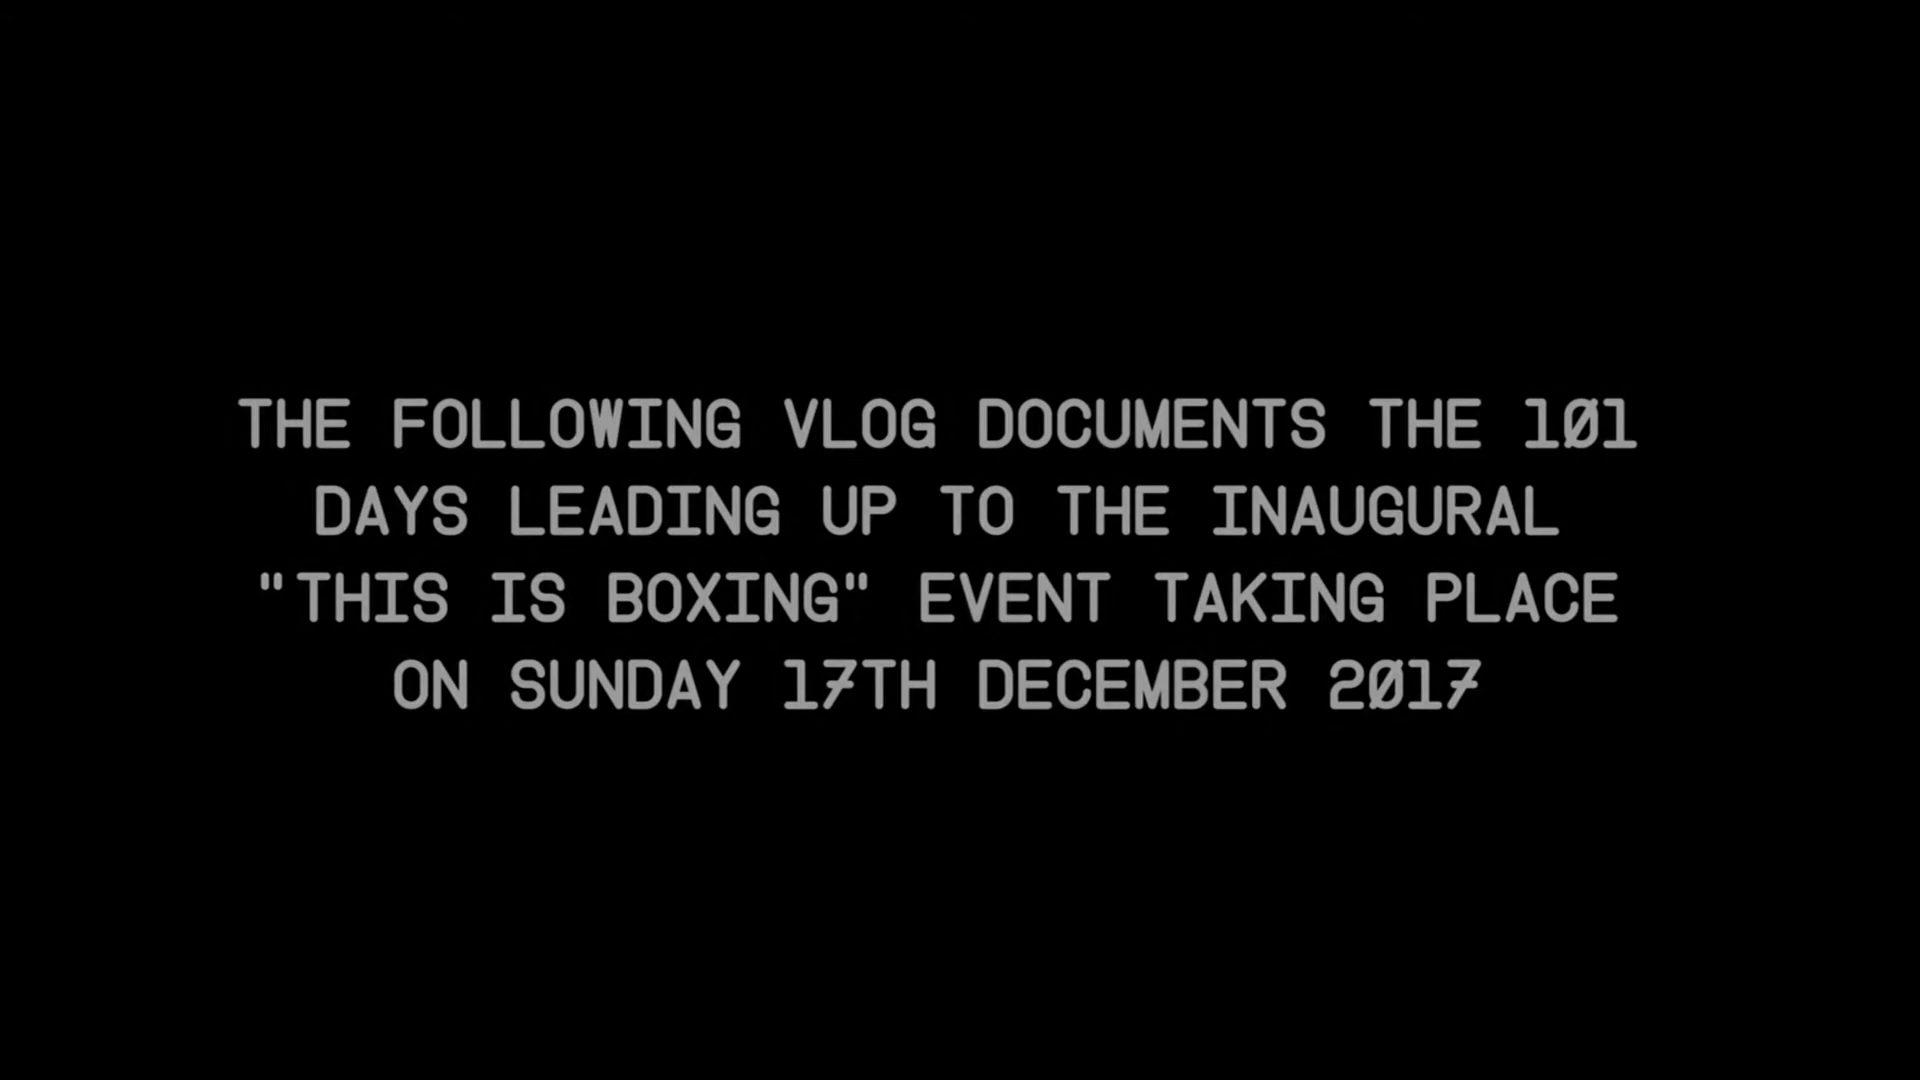 THE FOLLOWING VLOG DOCUMENTS THE 101
DAYS LEADING UP TO THE INAUGURAL
"THIS IS BOXING" EVENT TAKING PLACE
ON SUNDAY 17TH DECEMBER 2017